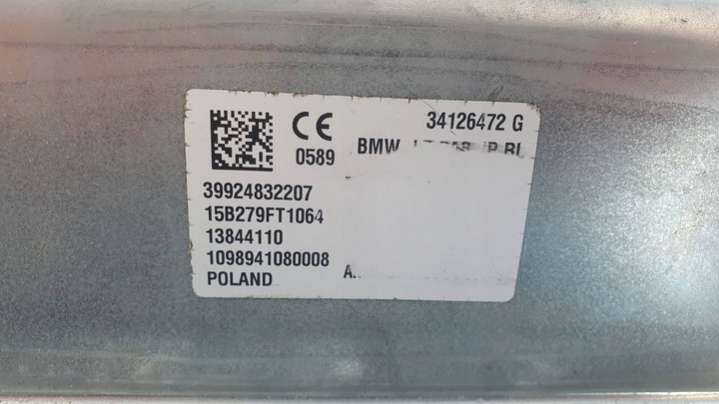 34126472 G
CE
0589
BMW
39924832207
15B279FT1064
13844110
1098941080008
POLAND
A.